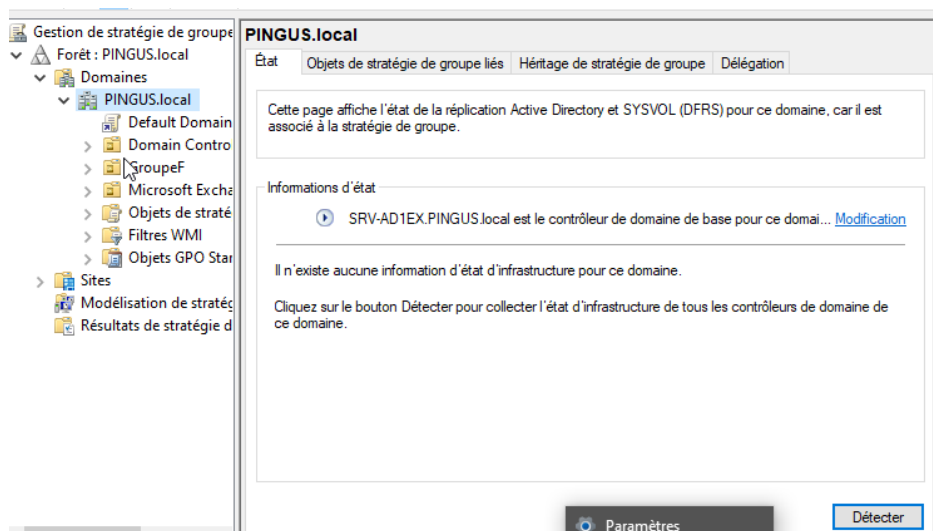 Gestion de stratégie de groupe
Forêt : PINGUS.local
Domaines
PINGUS.local
Default Domain
Domain Contro
GroupeF
Microsoft Excha
Objets de straté
Filtres WMI
Objets GPO Star
Sites
Modélisation de stratég
Résultats de stratégie d
PINGUS.local
État Objets de stratégie de groupe liés Héritage de stratégie de groupe Délégation
Cette page affiche l'état de la réplication Active Directory et SYSVOL (DFRS) pour ce domaine, car il est
associé à la stratégie de groupe.
Informations d'état
SRV-AD1EX.PINGUS.local est le contrôleur de domaine de base pour ce domai... Modification
Il n'existe aucune information d'état d'infrastructure pour ce domaine.
Cliquez sur le bouton Détecter pour collecter l'état d'infrastructure de tous les contrôleurs de domaine de
ce domaine.
Paramètres
Détecter